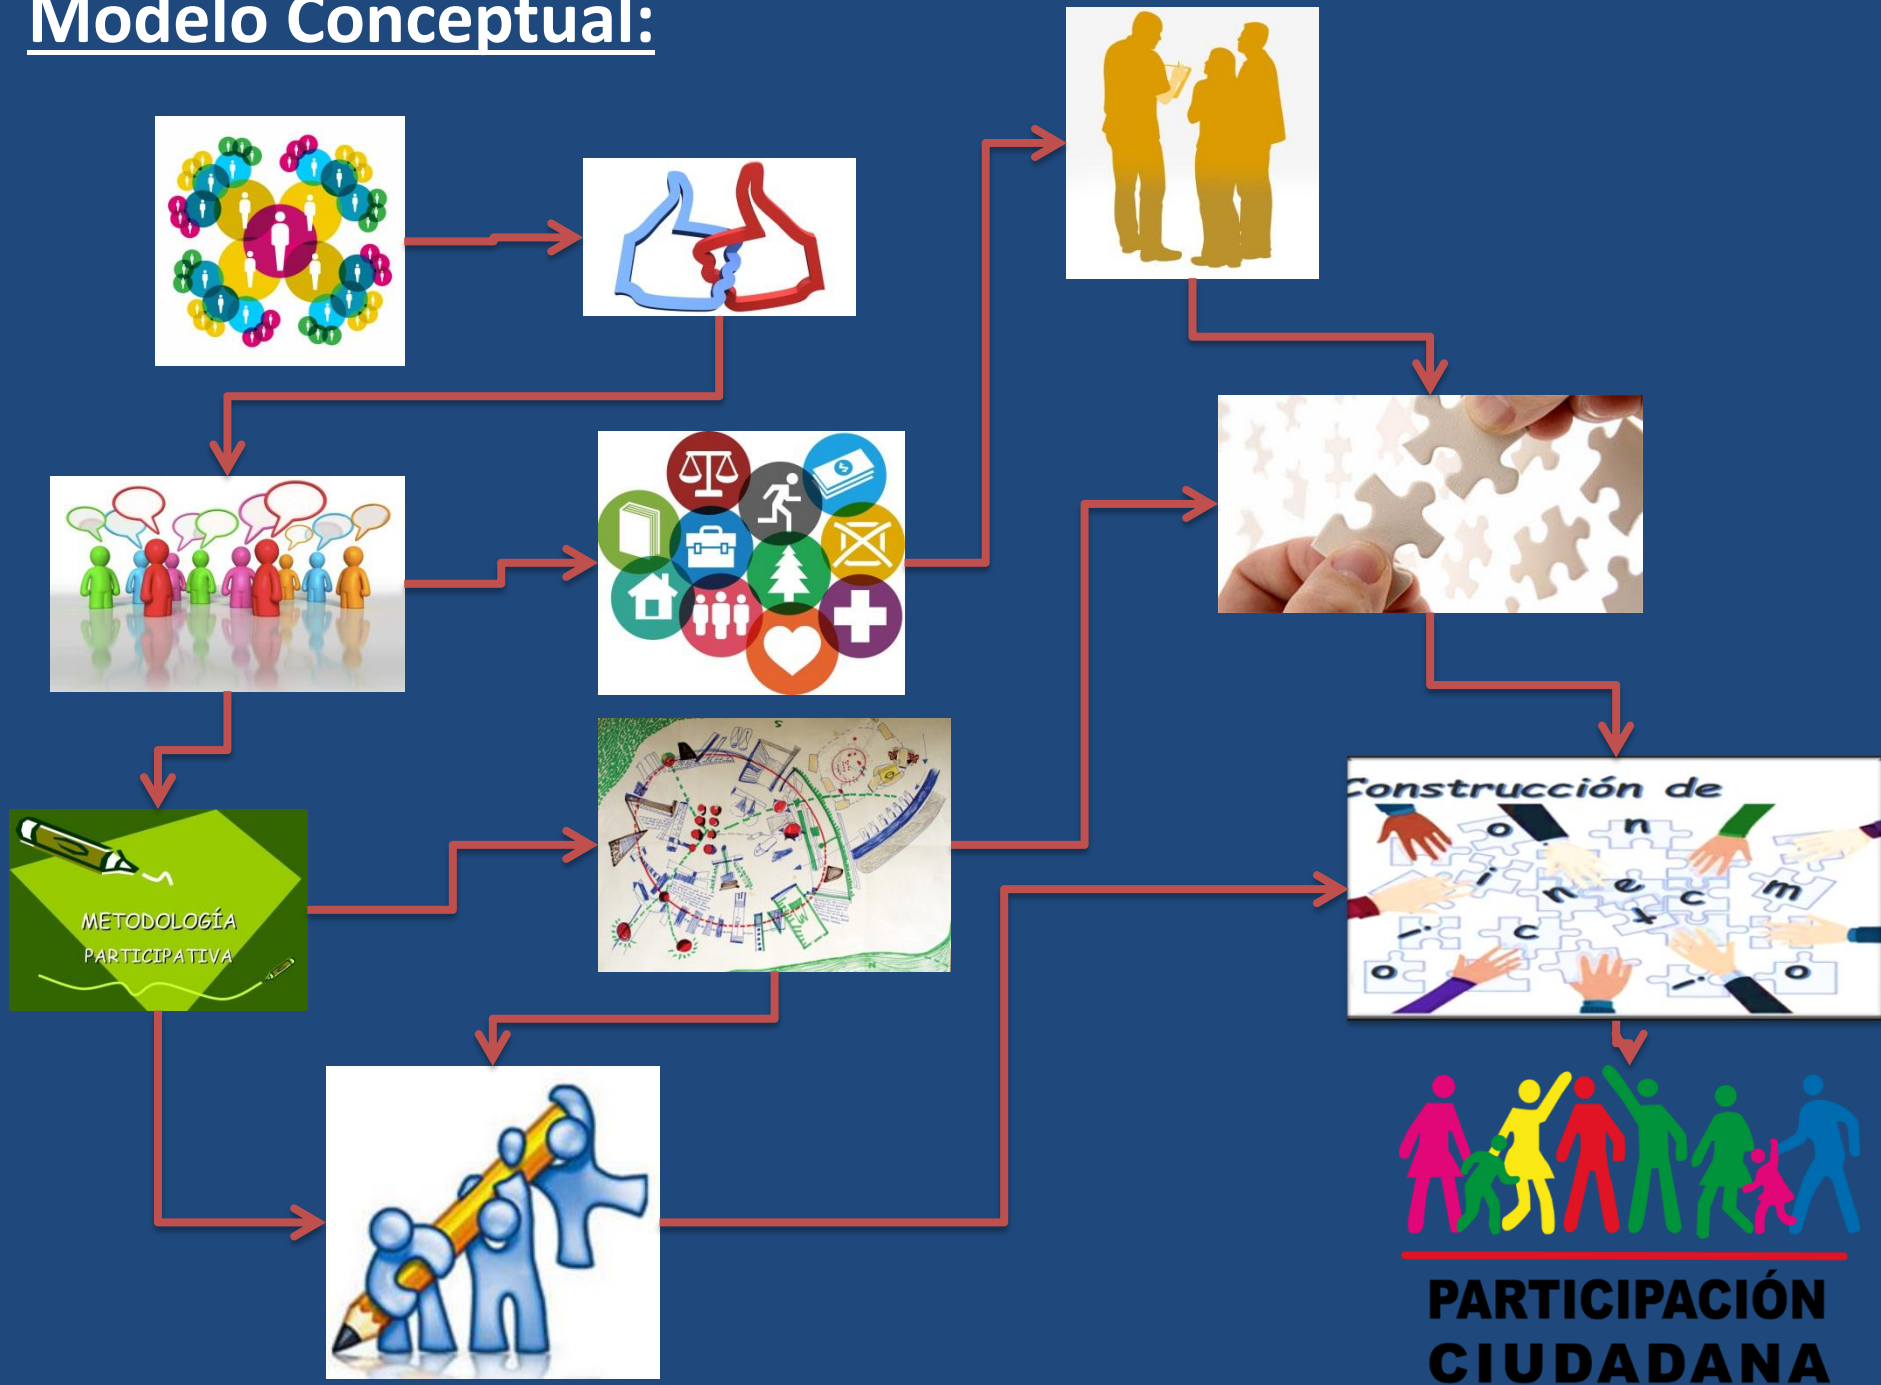 Modelo Conceptual:
METODOLOGÍA
PARTICIPATIVA
Construcción de
o n
i n e c m
i c t
o i o
PARTICIPACIÓN
CIUDADANA